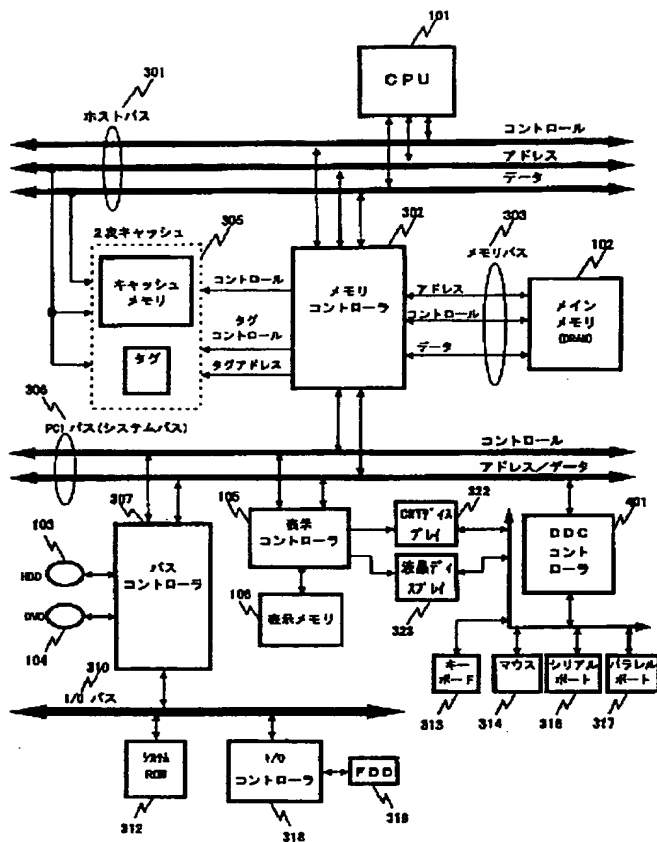 101
CPU
301
ホストバス
コントロール
アドレス
データ
2次キャッシュ
305
302
303
メモリバス
102
キャッシュ
メモリ
タグ
コントロール
タグ
コントロール
タグアドレス
メモリ
コントローラ
アドレス
コントロール
データ
メイン
メモリ
(DRAM)
306
PCIバス(システムバス)
コントロール
アドレス/データ
307
105
322
401
103
HDD
DVD
104
バス
コントローラ
表示
コントローラ
CRTディス
プレイ
液晶ディ
スプレイ
323
DDC
コント
ローラ
106
表示メモリ
310
I/Oバス
キー
ボード
マウス
シリアル
ポート
パラレル
ポート
313
314
316
317
システム
ROM
312
I/O
コントローラ
318
FDD
319